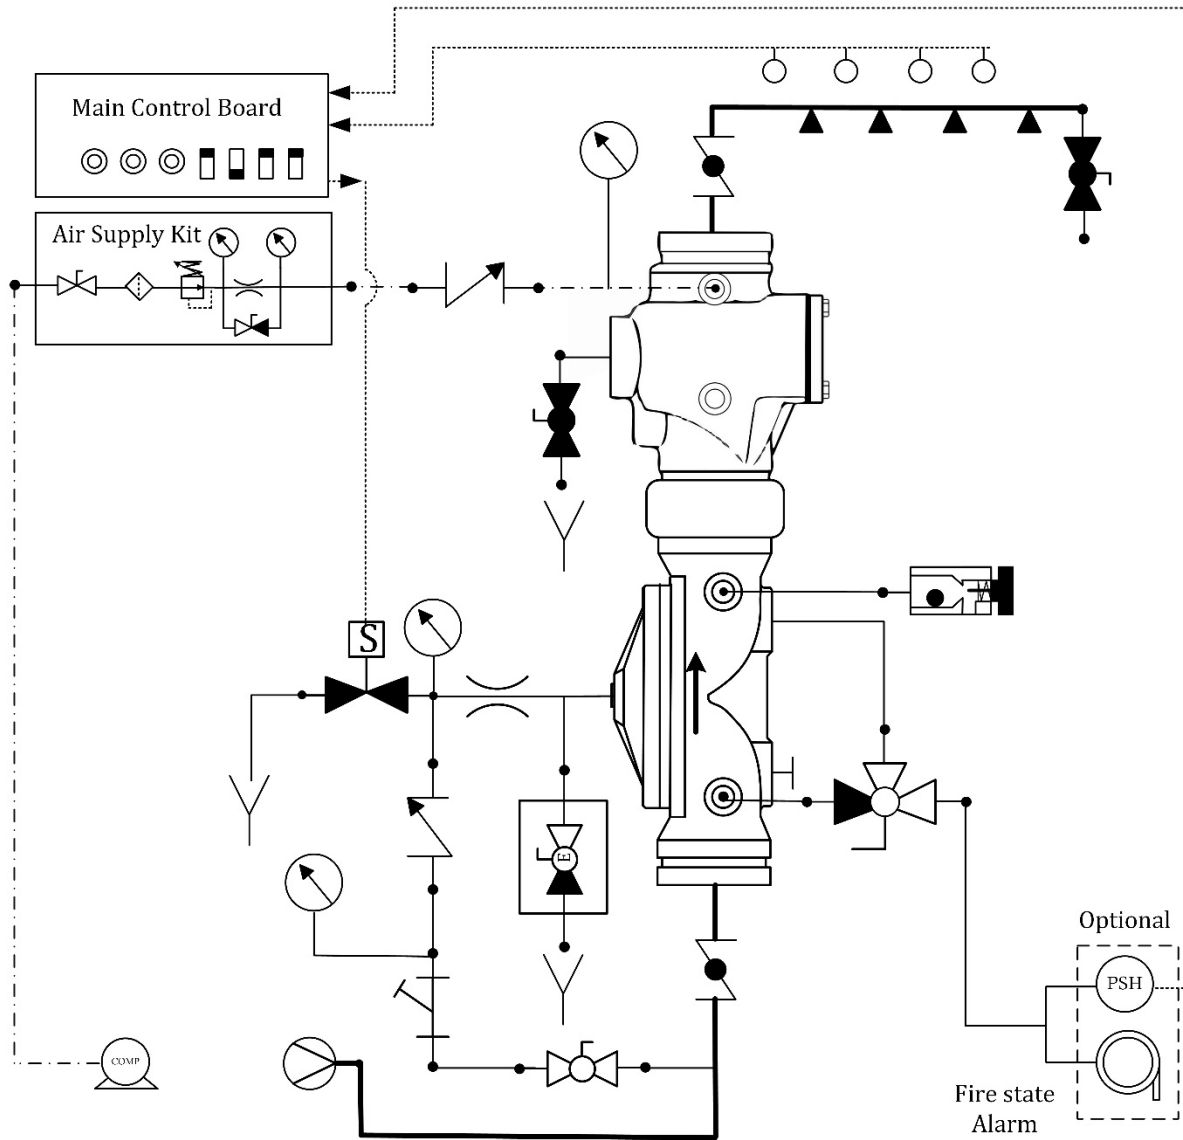 Main Control Board
Air Supply Kit
S
E
Optional
PSH
COMP
Fire state
Alarm